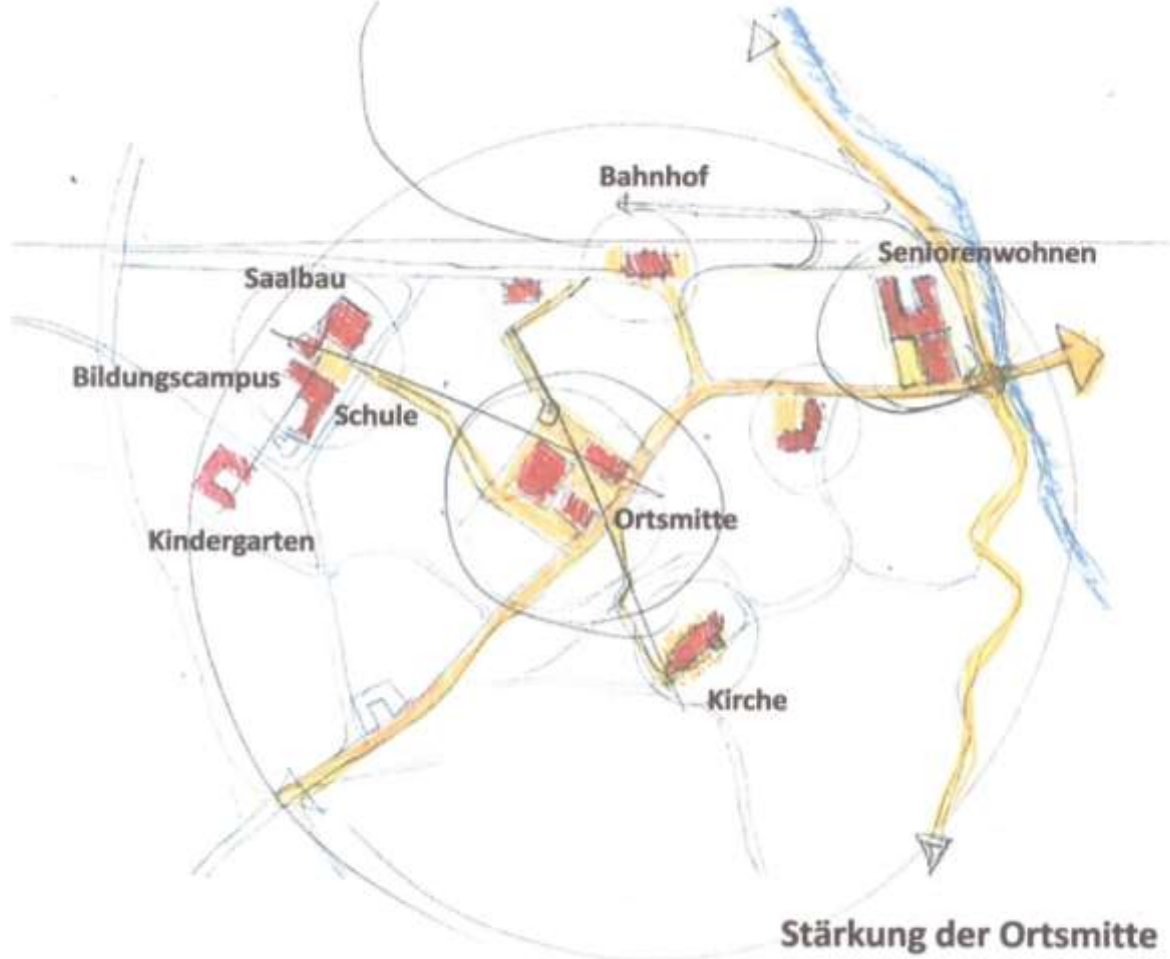 Bahnhof
Seniorenwohnen
Saalbau
Bildungscampus
Schule
Ortsmitte
Kindergarten
Kirche
Stärkung der Ortsmitte